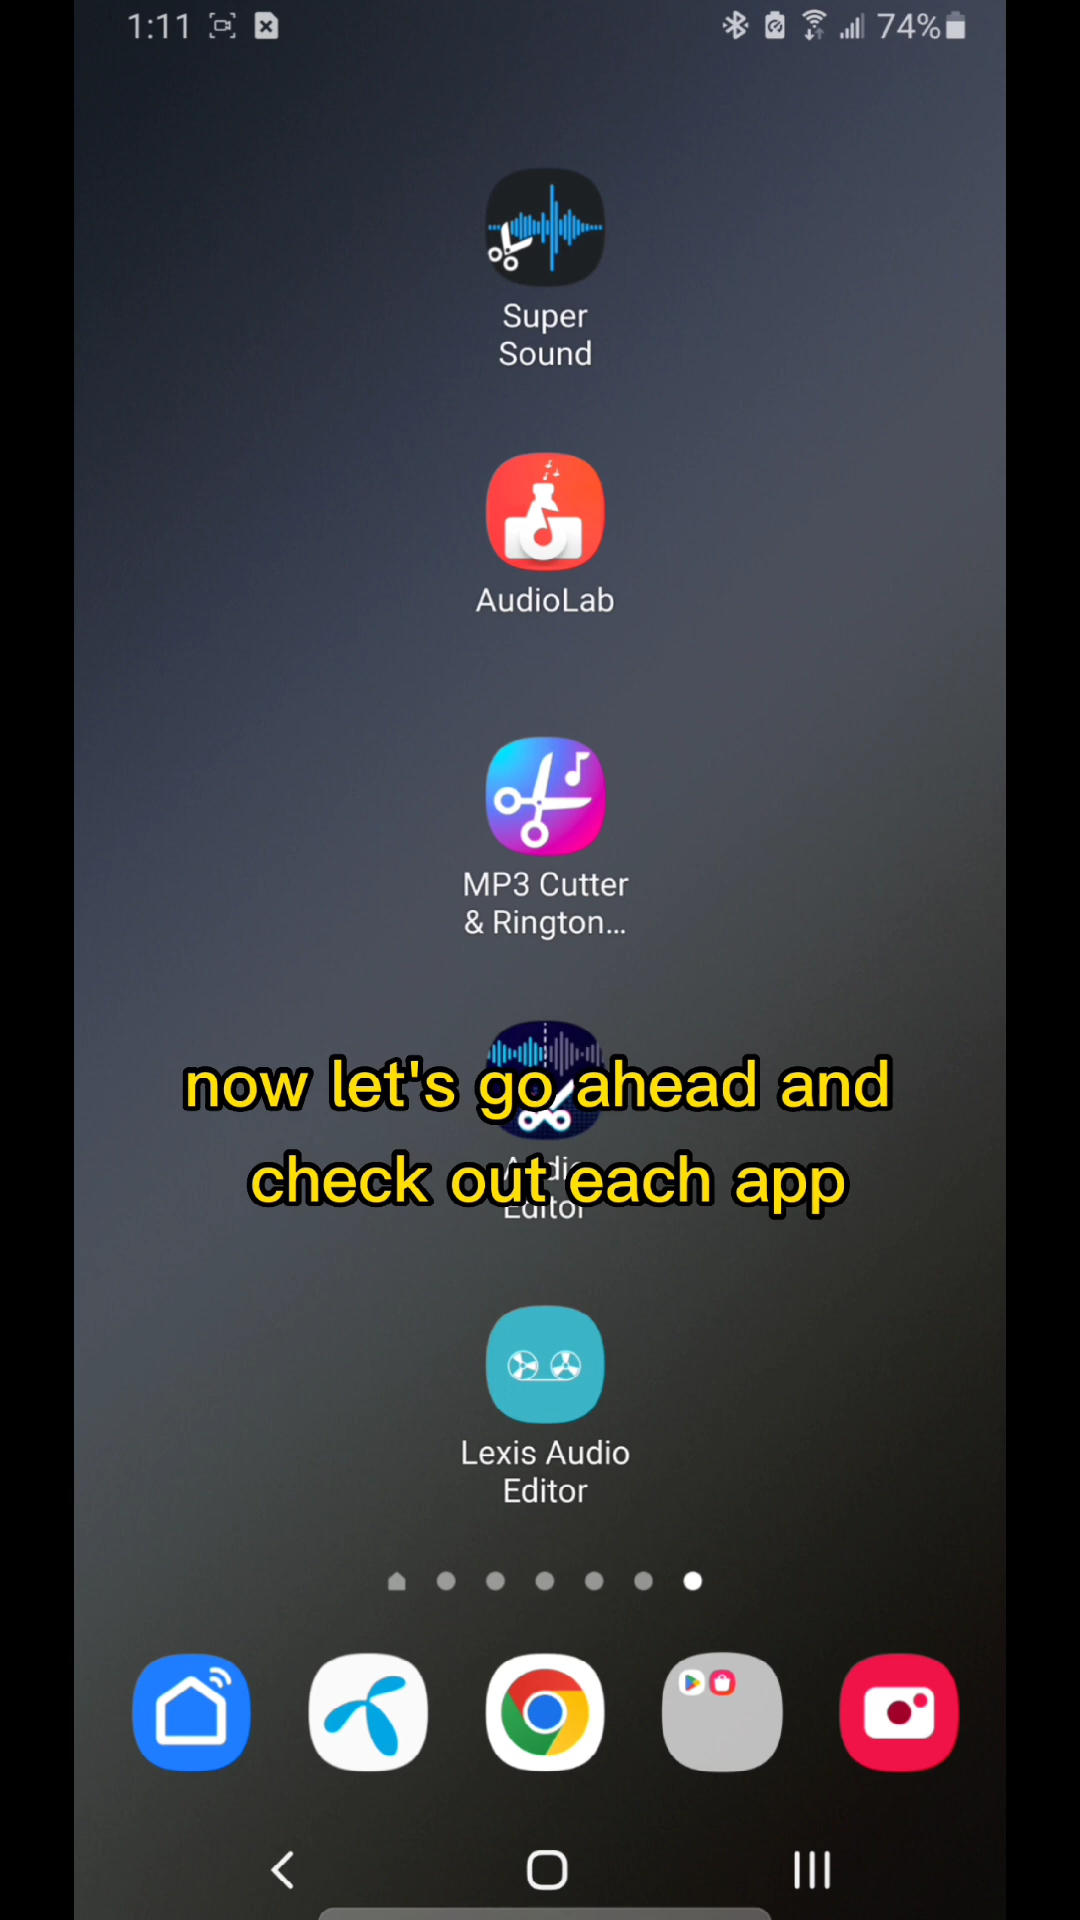 1:11
74%
Super
Sound
AudioLab
MP3 Cutter
& Rington...
now let's go ahead and
check out each app
Editor
Lexis Audio
Editor